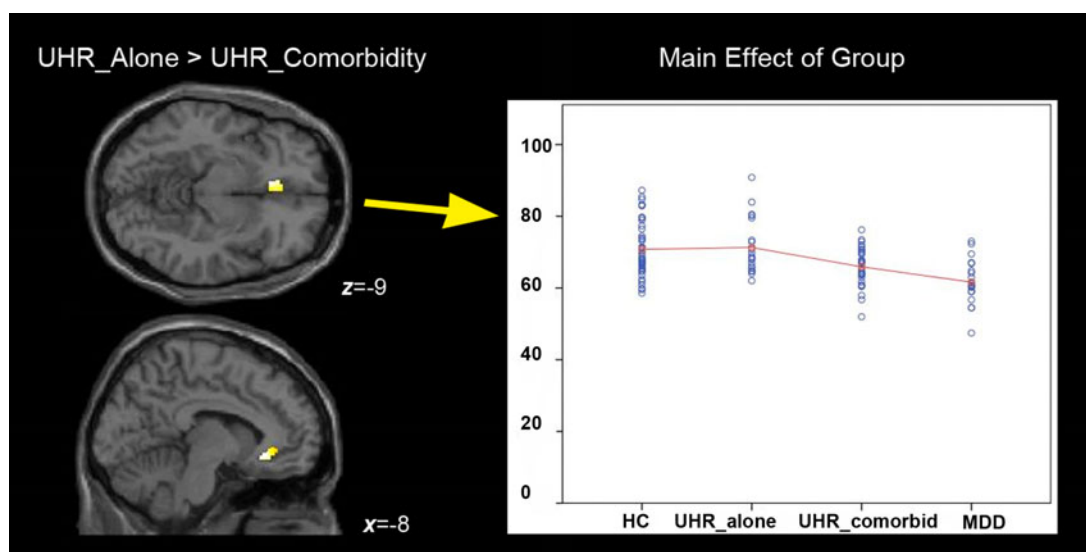 UHR_Alone > UHR_Comorbidity
z=-9
x=-8
Main Effect of Group
100
80
60
40
20
0
HC UHR_alone UHR_comorbid MDD